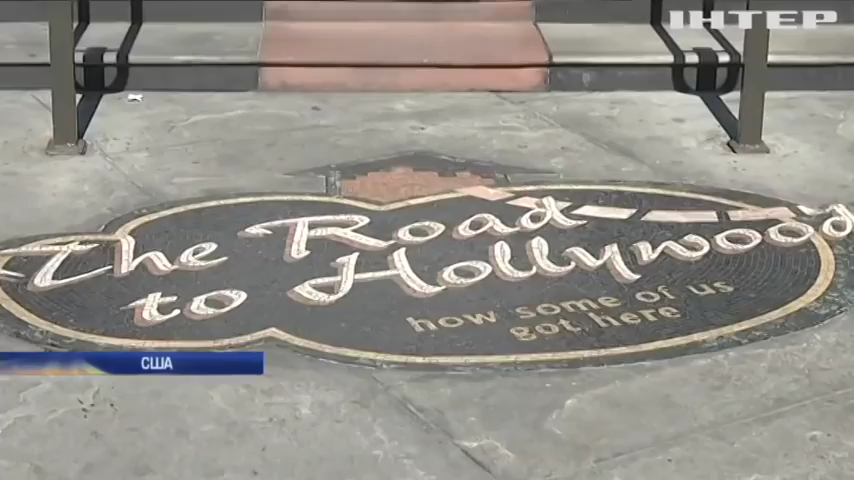 ІНТЕР
The Road
to Hollywood
how some of us
got here
США